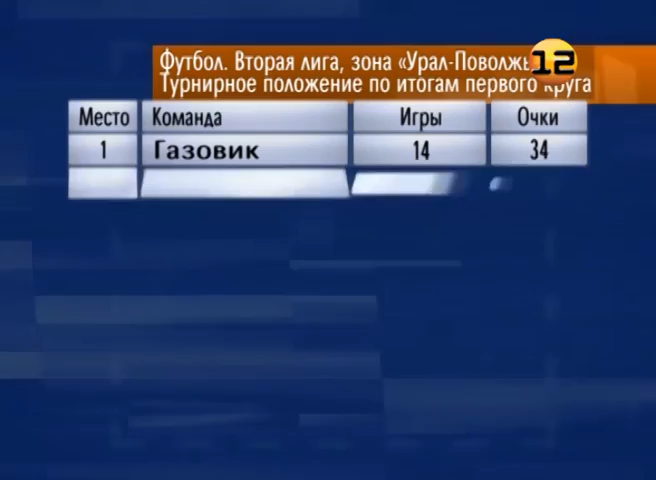 Футбол. Вторая лига, зона «Урал-Поволжь
12
Турнирное положение по итогам первого круга
Место Команда Игры Очки
1 Газовик 14 34